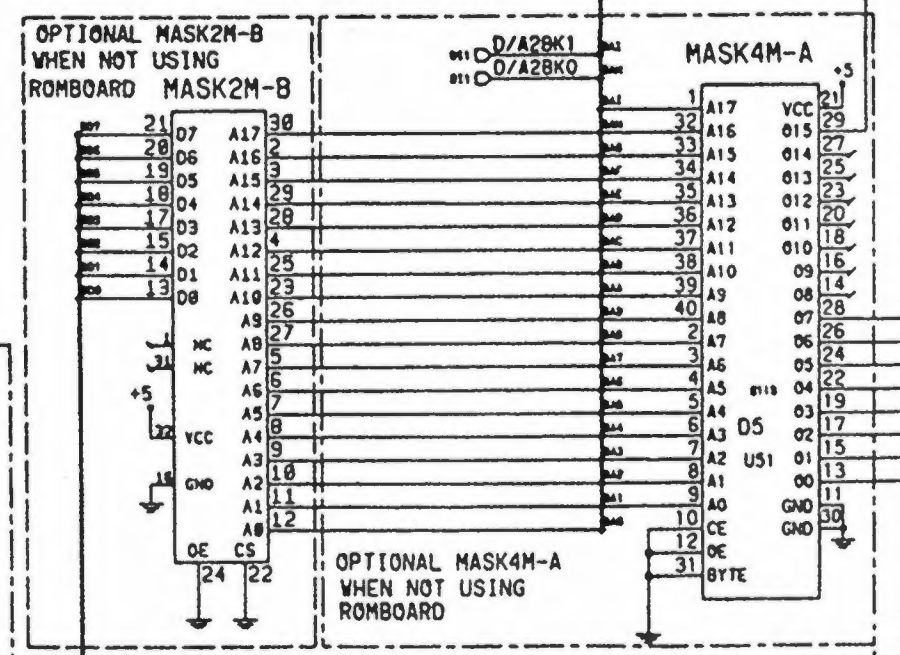 OPTIONAL MASK2M-B
WHEN NOT USING
ROMBOARD MASK2M-B
D/A2BK1
D/A2BK0
MASK4M-A
+5
21 D7 A17 30
20 D6 A16 2
19 D5 A15 3
18 D4 A14 29
17 D3 A13 28
15 D2 A12 4
14 D1 A11 25
13 D0 A10 23
A9 26
1 NC A8 27
31 NC A7 5
A6 6
+5
A5 7
32 VCC A4 8
A3 9
16 GND A2 10
A1 11
A0 12
OE CS
24 22
1 A17 VCC 21
32 A16 O15 29
33 A15 O14 27
34 A14 O13 25
35 A13 O12 23
36 A12 O11 20
37 A11 O10 18
38 A10 O9 16
39 A9 O8 14
40 A8 O7 28
2 A7 O6 26
3 A6 O5 24
4 A5 O4 22
5 A4 O3 19
6 A3 O2 17
7 A2 O1 15
8 A1 O0 13
9 A0 GND 11
10 CE GND 30
12 OE
31 BYTE
D5
U51
OPTIONAL MASK4M-A
WHEN NOT USING
ROMBOARD